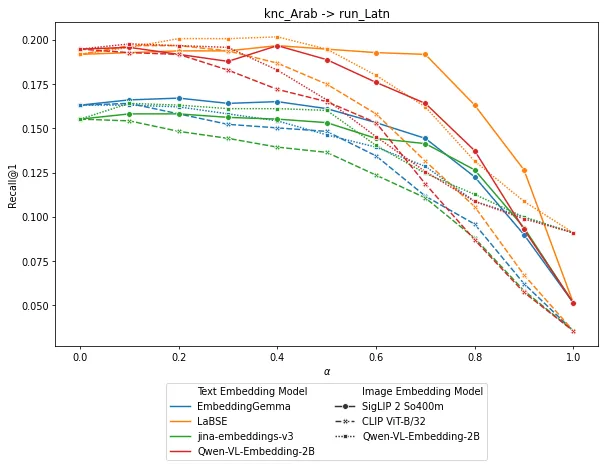 knc_Arab -> run_Latn
Recall@1
0.200
0.175
0.150
0.125
0.100
0.075
0.050
0.0 0.2 0.4 0.6 0.8 1.0
α
Text Embedding Model Image Embedding Model
EmbeddingGemma SigLIP 2 So400m
LaBSE CLIP ViT-B/32
jina-embeddings-v3 Qwen-VL-Embedding-2B
Qwen-VL-Embedding-2B